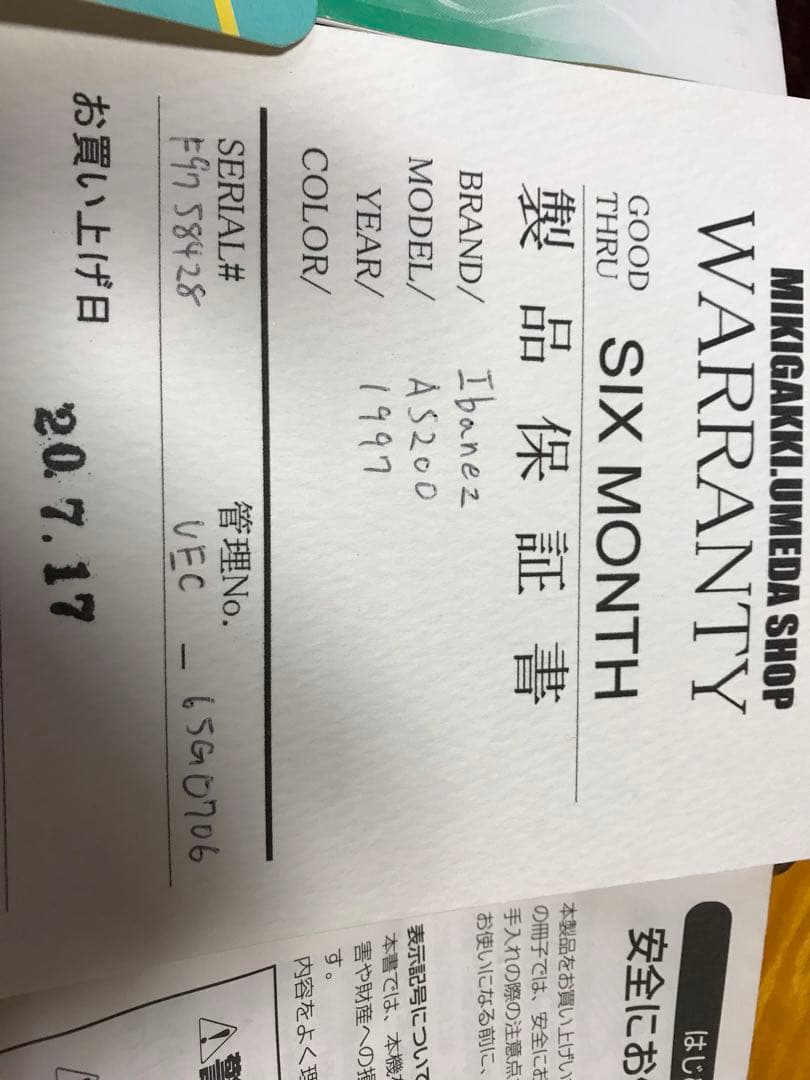 MIKIGAKKI.UMEDA SHOP
WARRANTY
GOOD THRU SIX MONTH
製品保証書
BRAND/ Ibanez
MODEL/ AS200
YEAR/ 1997
COLOR/
SERIAL# 管理No.
F9758428 UEC - 65G0706
お買い上げ日 20.7.17
はじ
安全にお
本製品をお買い上げい
の冊子では、安全にお
手入れの際の注意点
お使いになる前に、
表示記号について
本書では、本機
害や財産への損
す。
内容をよく理